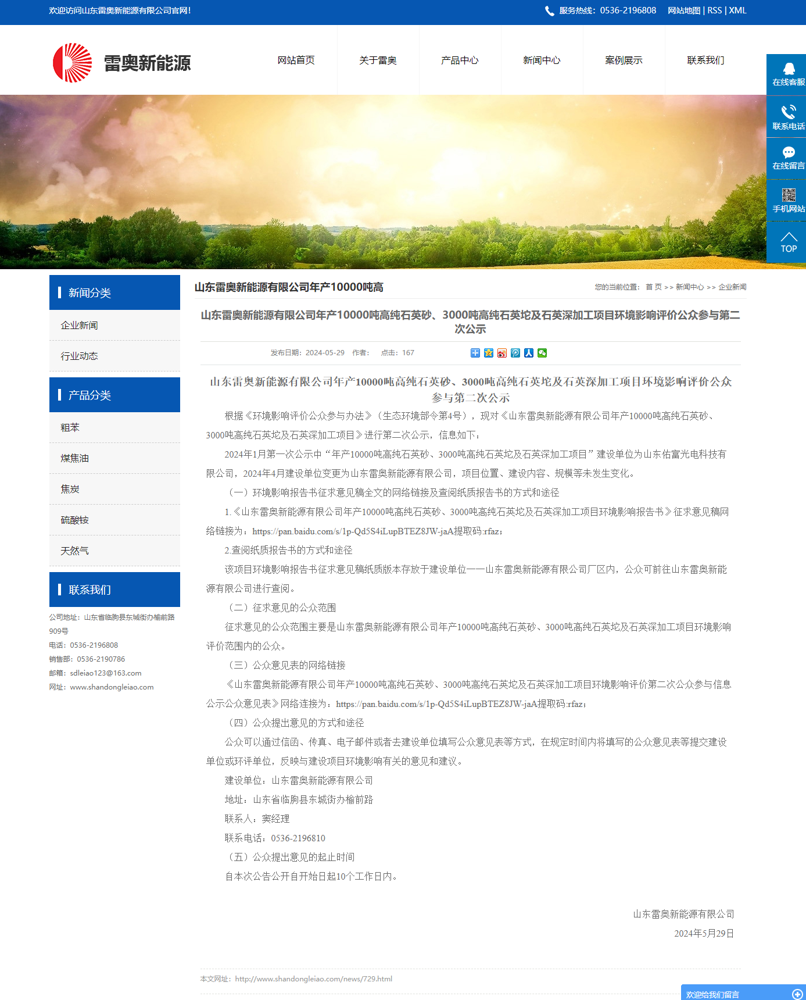 欢迎访问山东雷奥新能源有限公司官网！
服务热线：0536-2196808 网站地图 | RSS | XML
雷奥新能源
网站首页 关于雷奥 产品中心 新闻中心 案例展示 联系我们
在线客服
联系电话
在线留言
手机网站
TOP
新闻分类
企业新闻
行业动态
产品分类
粗苯
煤焦油
焦炭
硫酸铵
天然气
联系我们
公司地址：山东省临朐县东城街办榆前路
909号
电话：0536-2196808
销售部：0536-2190786
邮箱：sdleiao123@163.com
网址：www.shandongleiao.com
山东雷奥新能源有限公司年产10000吨高
您的当前位置： 首 页 >> 新闻中心 >> 企业新闻
山东雷奥新能源有限公司年产10000吨高纯石英砂、3000吨高纯石英坨及石英深加工项目环境影响评价公众参与第二
次公示
发布日期：2024-05-29 作者： 点击：167
山东雷奥新能源有限公司年产10000吨高纯石英砂、3000吨高纯石英坨及石英深加工项目环境影响评价公众
参与第二次公示
根据《环境影响评价公众参与办法》（生态环境部令第4号），现对《山东雷奥新能源有限公司年产10000吨高纯石英砂、
3000吨高纯石英坨及石英深加工项目》进行第二次公示，信息如下：
2024年1月第一次公示中“年产10000吨高纯石英砂、3000吨高纯石英坨及石英深加工项目”建设单位为山东佑富光电科技有
限公司，2024年4月建设单位变更为山东雷奥新能源有限公司，项目位置、建设内容、规模等未发生变化。
（一）环境影响报告书征求意见稿全文的网络链接及查阅纸质报告书的方式和途径
1.《山东雷奥新能源有限公司年产10000吨高纯石英砂、3000吨高纯石英坨及石英深加工项目环境影响报告书》征求意见稿网
络链接为：https://pan.baidu.com/s/1p-Qd5S4iLupBTEZ8JW-jaA提取码:rfaz；
2.查阅纸质报告书的方式和途径
该项目环境影响报告书征求意见稿纸质版本存放于建设单位——山东雷奥新能源有限公司厂区内，公众可前往山东雷奥新能
源有限公司进行查阅。
（二）征求意见的公众范围
征求意见的公众范围主要是山东雷奥新能源有限公司年产10000吨高纯石英砂、3000吨高纯石英坨及石英深加工项目环境影响
评价范围内的公众。
（三）公众意见表的网络链接
《山东雷奥新能源有限公司年产10000吨高纯石英砂、3000吨高纯石英坨及石英深加工项目环境影响评价第二次公众参与信息
公示公众意见表》网络连接为：https://pan.baidu.com/s/1p-Qd5S4iLupBTEZ8JW-jaA提取码:rfaz；
（四）公众提出意见的方式和途径
公众可以通过信函、传真、电子邮件或者去建设单位填写公众意见表等方式，在规定时间内将填写的公众意见表等提交建设
单位或环评单位，反映与建设项目环境影响有关的意见和建议。
建设单位：山东雷奥新能源有限公司
地址：山东省临朐县东城街办榆前路
联系人：窦经理
联系电话：0536-2196810
（五）公众提出意见的起止时间
自本次公告公开自开始日起10个工作日内。
山东雷奥新能源有限公司
2024年5月29日
本文网址：http://www.shandongleiao.com/news/729.html
欢迎给我们留言